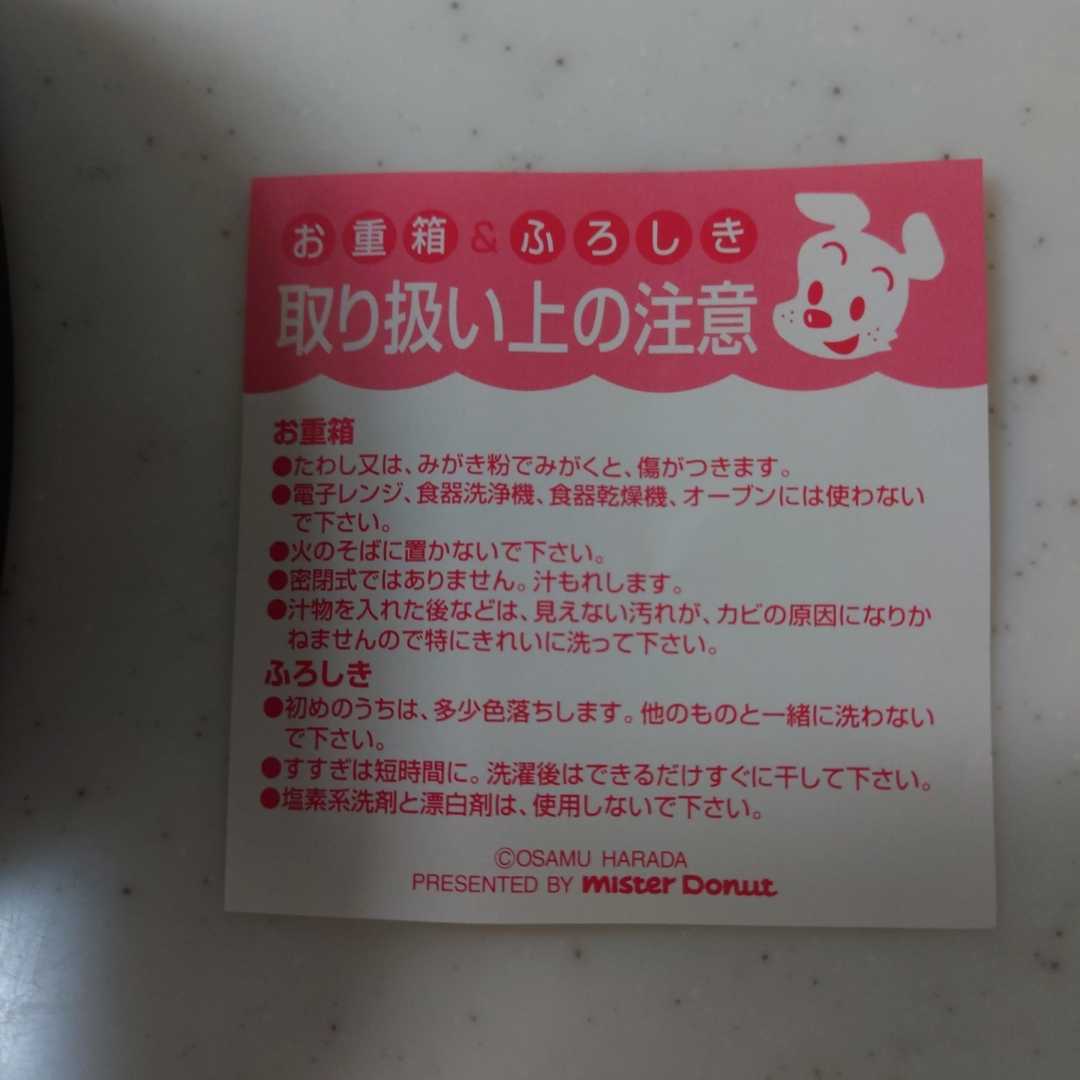 お重箱&ふろしき
取り扱い上の注意
お重箱
●たわし又は、みがき粉でみがくと、傷がつきます。
●電子レンジ、食器洗浄機、食器乾燥機、オーブンには使わない
で下さい。
●火のそばに置かないで下さい。
●密閉式ではありません。汁もれします。
●汁物を入れた後などは、見えない汚れが、カビの原因になりか
ねませんので特にきれいに洗って下さい。
ふろしき
●初めのうちは、多少色落ちします。他のものと一緒に洗わない
で下さい。
●すすぎは短時間に。洗濯後はできるだけすぐに干して下さい。
●塩素系洗剤と漂白剤は、使用しないで下さい。
©OSAMU HARADA
PRESENTED BY mister Donut